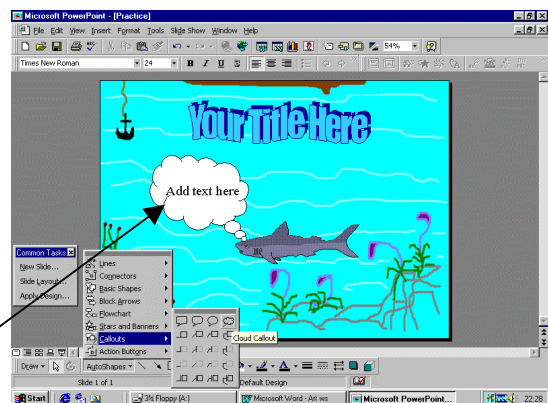 Microsoft PowerPoint - [Practice]
File Edit View Insert Format Tools Slide Show Window Help
54%
Times New Roman 24 B I U S
Your Title Here
Add text here
Common Tasks
New Slide...
Slide Layout...
Apply Design...
Lines
Connectors
Basic Shapes
Block Arrows
Flowchart
Stars and Banners
Callouts
Action Buttons
Cloud Callout
Draw AutoShapes
Slide 1 of 1 Default Design
Start 3½ Floppy (A:) Microsoft Word - Art ws Microsoft PowerPoint... 22:28